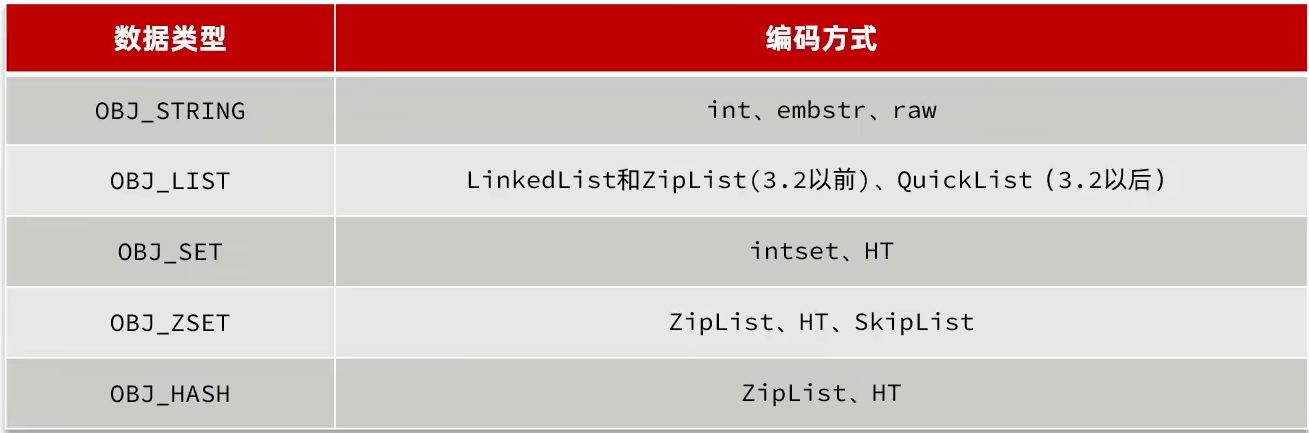 数据类型 编码方式
OBJ_STRING int、embstr、raw
OBJ_LIST LinkedList和ZipList(3.2以前)、QuickList（3.2以后）
OBJ_SET intset、HT
OBJ_ZSET ZipList、HT、SkipList
OBJ_HASH ZipList、HT